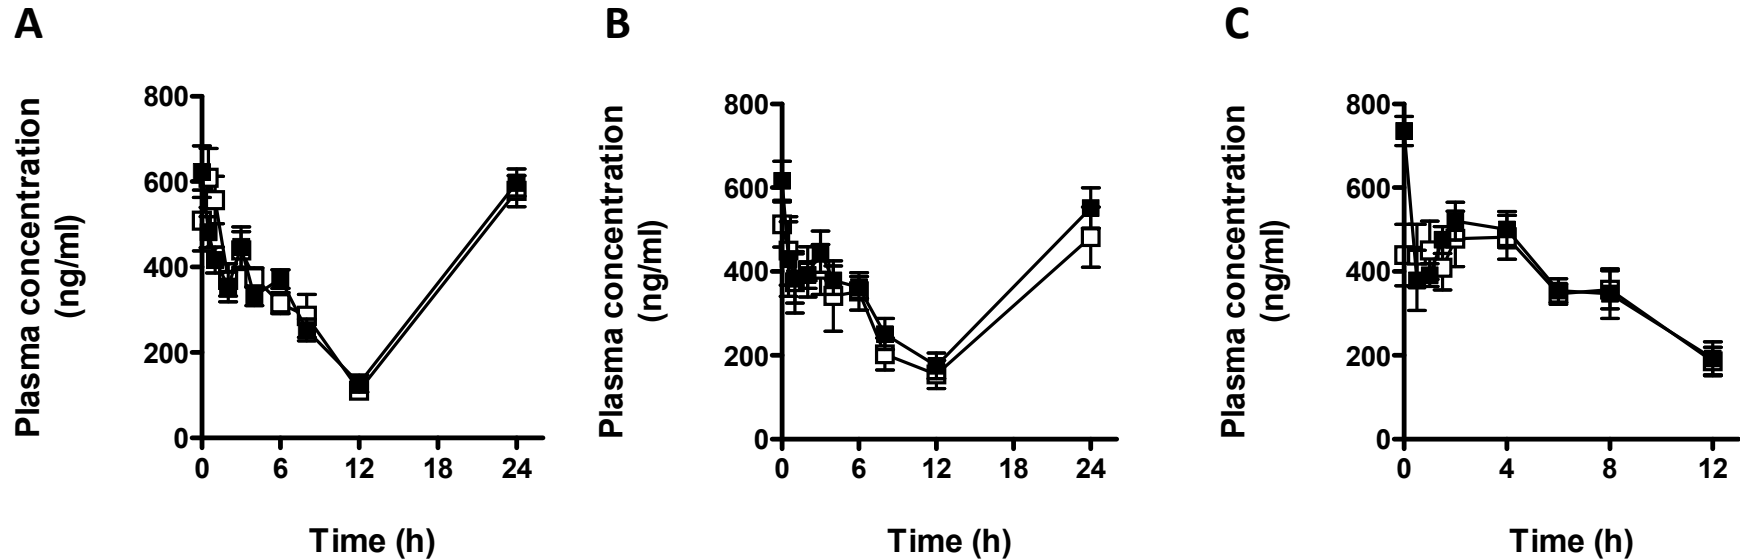 A
Plasma concentration
(ng/ml)
800
600
400
200
0
0 6 12 18 24
Time (h)
B
Plasma concentration
(ng/ml)
800
600
400
200
0
0 6 12 18 24
Time (h)
C
Plasma concentration
(ng/ml)
800
600
400
200
0
0 4 8 12
Time (h)